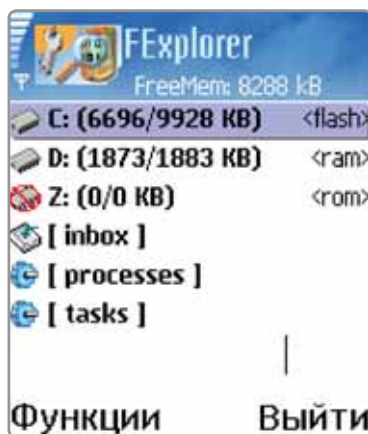 FExplorer
FreeMem: 8288 kB
C: (6696/9928 KB) <flash>
D: (1873/1883 KB) <ram>
Z: (0/0 KB) <rom>
[ inbox ]
[ processes ]
[ tasks ]
Функции Выйти